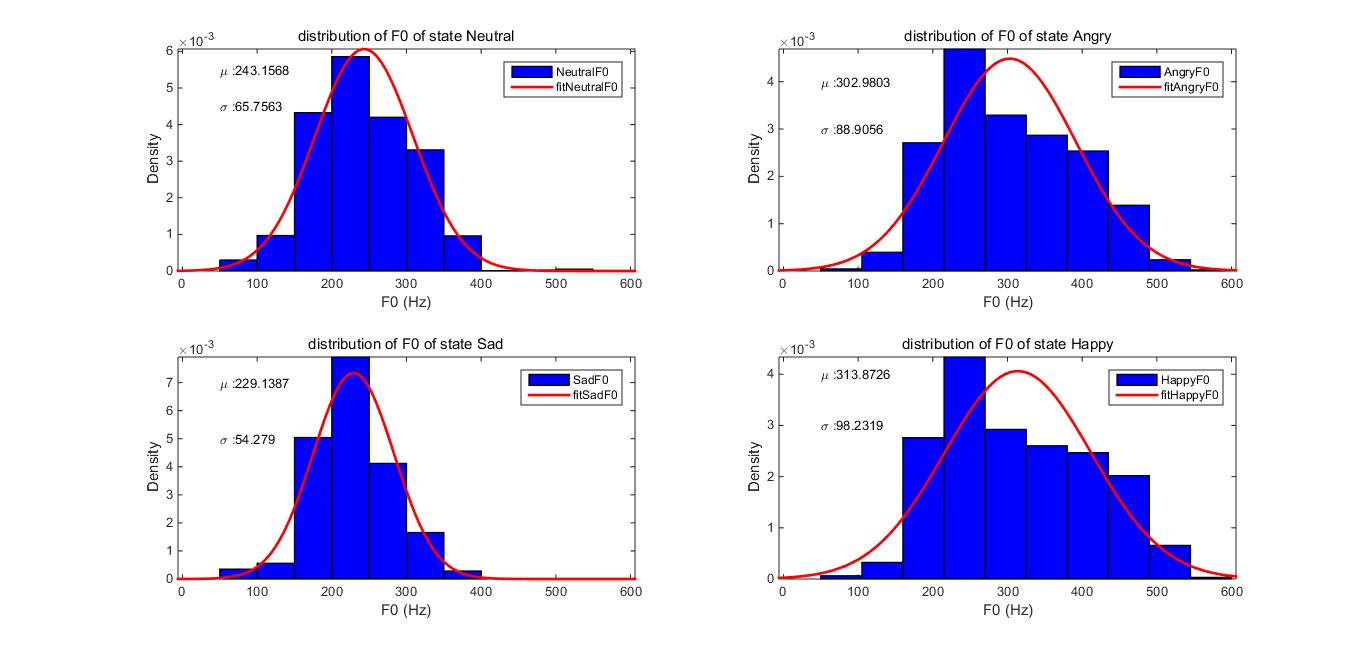 distribution of F0 of state Neutral
×10⁻³
6
5
4
3
2
1
0
Density
μ :243.1568
σ :65.7563
NeutralF0
fitNeutralF0
0 100 200 300 400 500 600
F0 (Hz)
distribution of F0 of state Angry
×10⁻³
4
3
2
1
0
Density
μ :302.9803
σ :88.9056
AngryF0
fitAngryF0
0 100 200 300 400 500 600
F0 (Hz)
distribution of F0 of state Sad
×10⁻³
7
6
5
4
3
2
1
0
Density
μ :229.1387
σ :54.279
SadF0
fitSadF0
0 100 200 300 400 500 600
F0 (Hz)
distribution of F0 of state Happy
×10⁻³
4
3
2
1
0
Density
μ :313.8726
σ :98.2319
HappyF0
fitHappyF0
0 100 200 300 400 500 600
F0 (Hz)